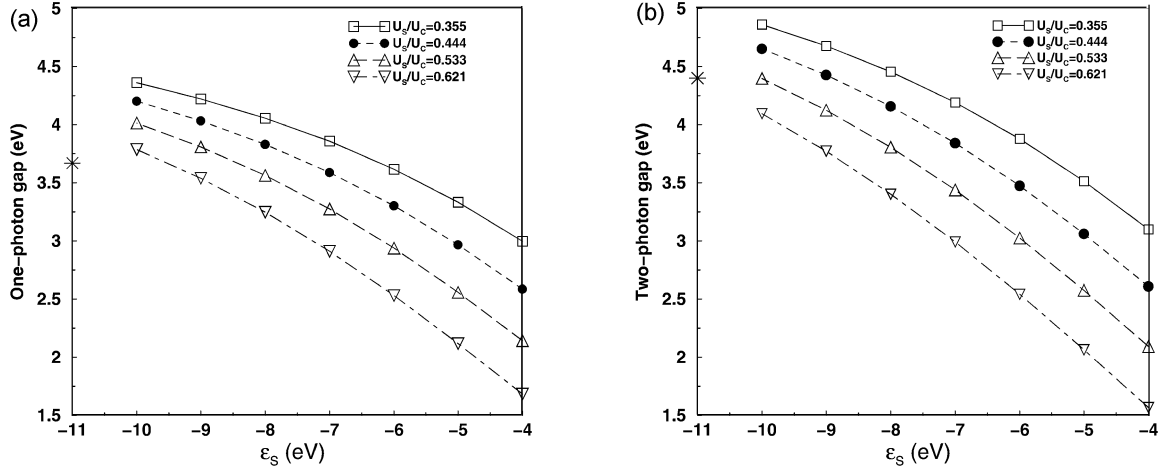 (a)
U_S/U_C=0.355
U_S/U_C=0.444
U_S/U_C=0.533
U_S/U_C=0.621
5
4.5
4
3.5
3
2.5
2
1.5
One−photon gap (eV)
−11 −10 −9 −8 −7 −6 −5 −4
ε_S (eV)
(b)
U_S/U_C=0.355
U_S/U_C=0.444
U_S/U_C=0.533
U_S/U_C=0.621
5
4.5
4
3.5
3
2.5
2
1.5
Two−photon gap (eV)
−11 −10 −9 −8 −7 −6 −5 −4
ε_S (eV)